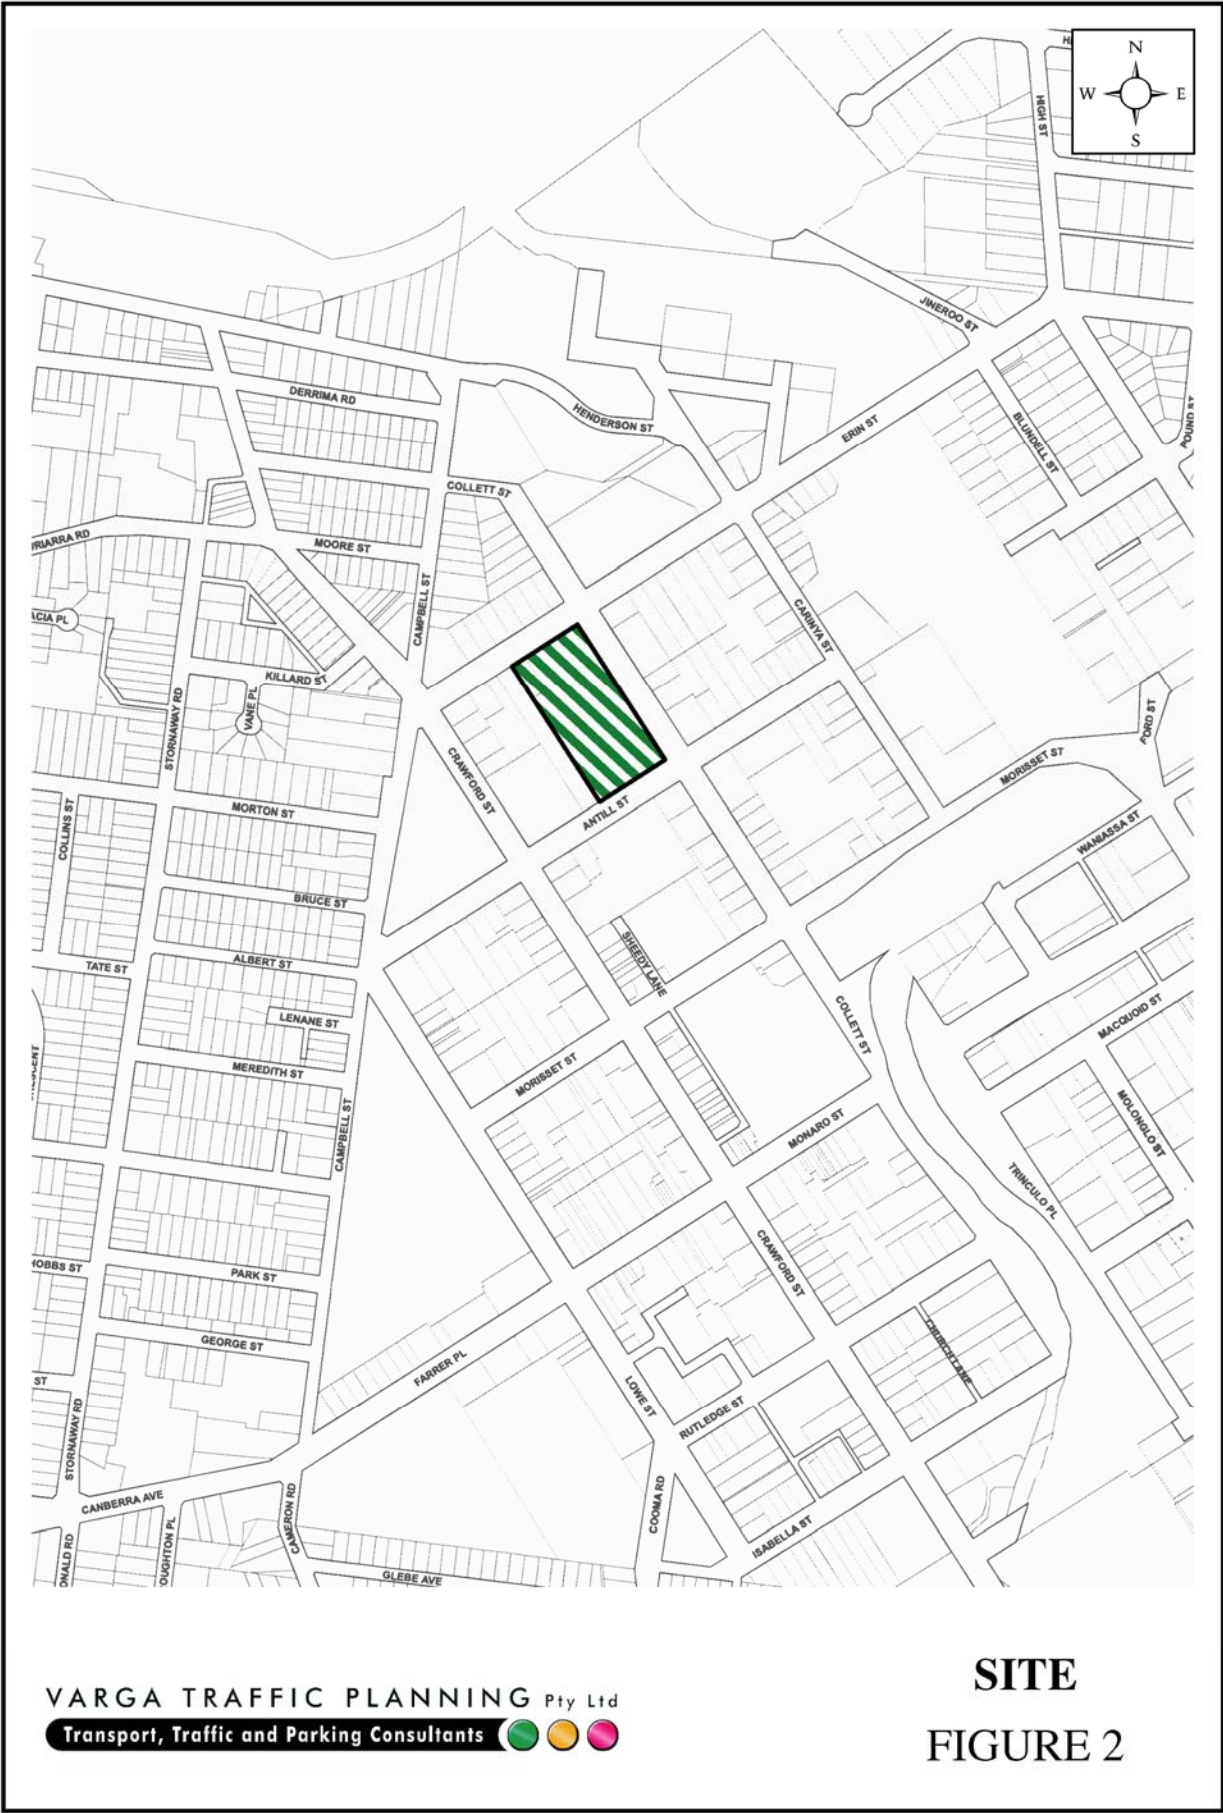 N
W E
S
HIGH ST
JINEROO ST
DERRIMA RD
HENDERSON ST
ERIN ST
BLUNDELL ST
POUND ST
COLLETT ST
MOORE ST
CAMPBELL ST
CARINYA ST
KILLARD ST
VANE PL
STORNAWAY RD
CRAWFORD ST
FORD ST
MORISSET ST
ANTILL ST
MORTON ST
COLLINS ST
WANIASSA ST
BRUCE ST
ALBERT ST
TATE ST
SHEEDY LANE
LENANE ST
COLLETT ST
MACQUOID ST
MEREDITH ST
MORISSET ST
CAMPBELL ST
MONARO ST
MOLONGLO ST
TRINCULO PL
CRAWFORD ST
HOBBS ST
PARK ST
GEORGE ST
CHURCH LANE
FARRER PL
LOWE ST
RUTLEDGE ST
ST
STORNAWAY RD
CANBERRA AVE
CAMERON RD
COOMA RD
ISABELLA ST
GLEBE AVE
VARGA TRAFFIC PLANNING Pty Ltd
Transport, Traffic and Parking Consultants
SITE
FIGURE 2